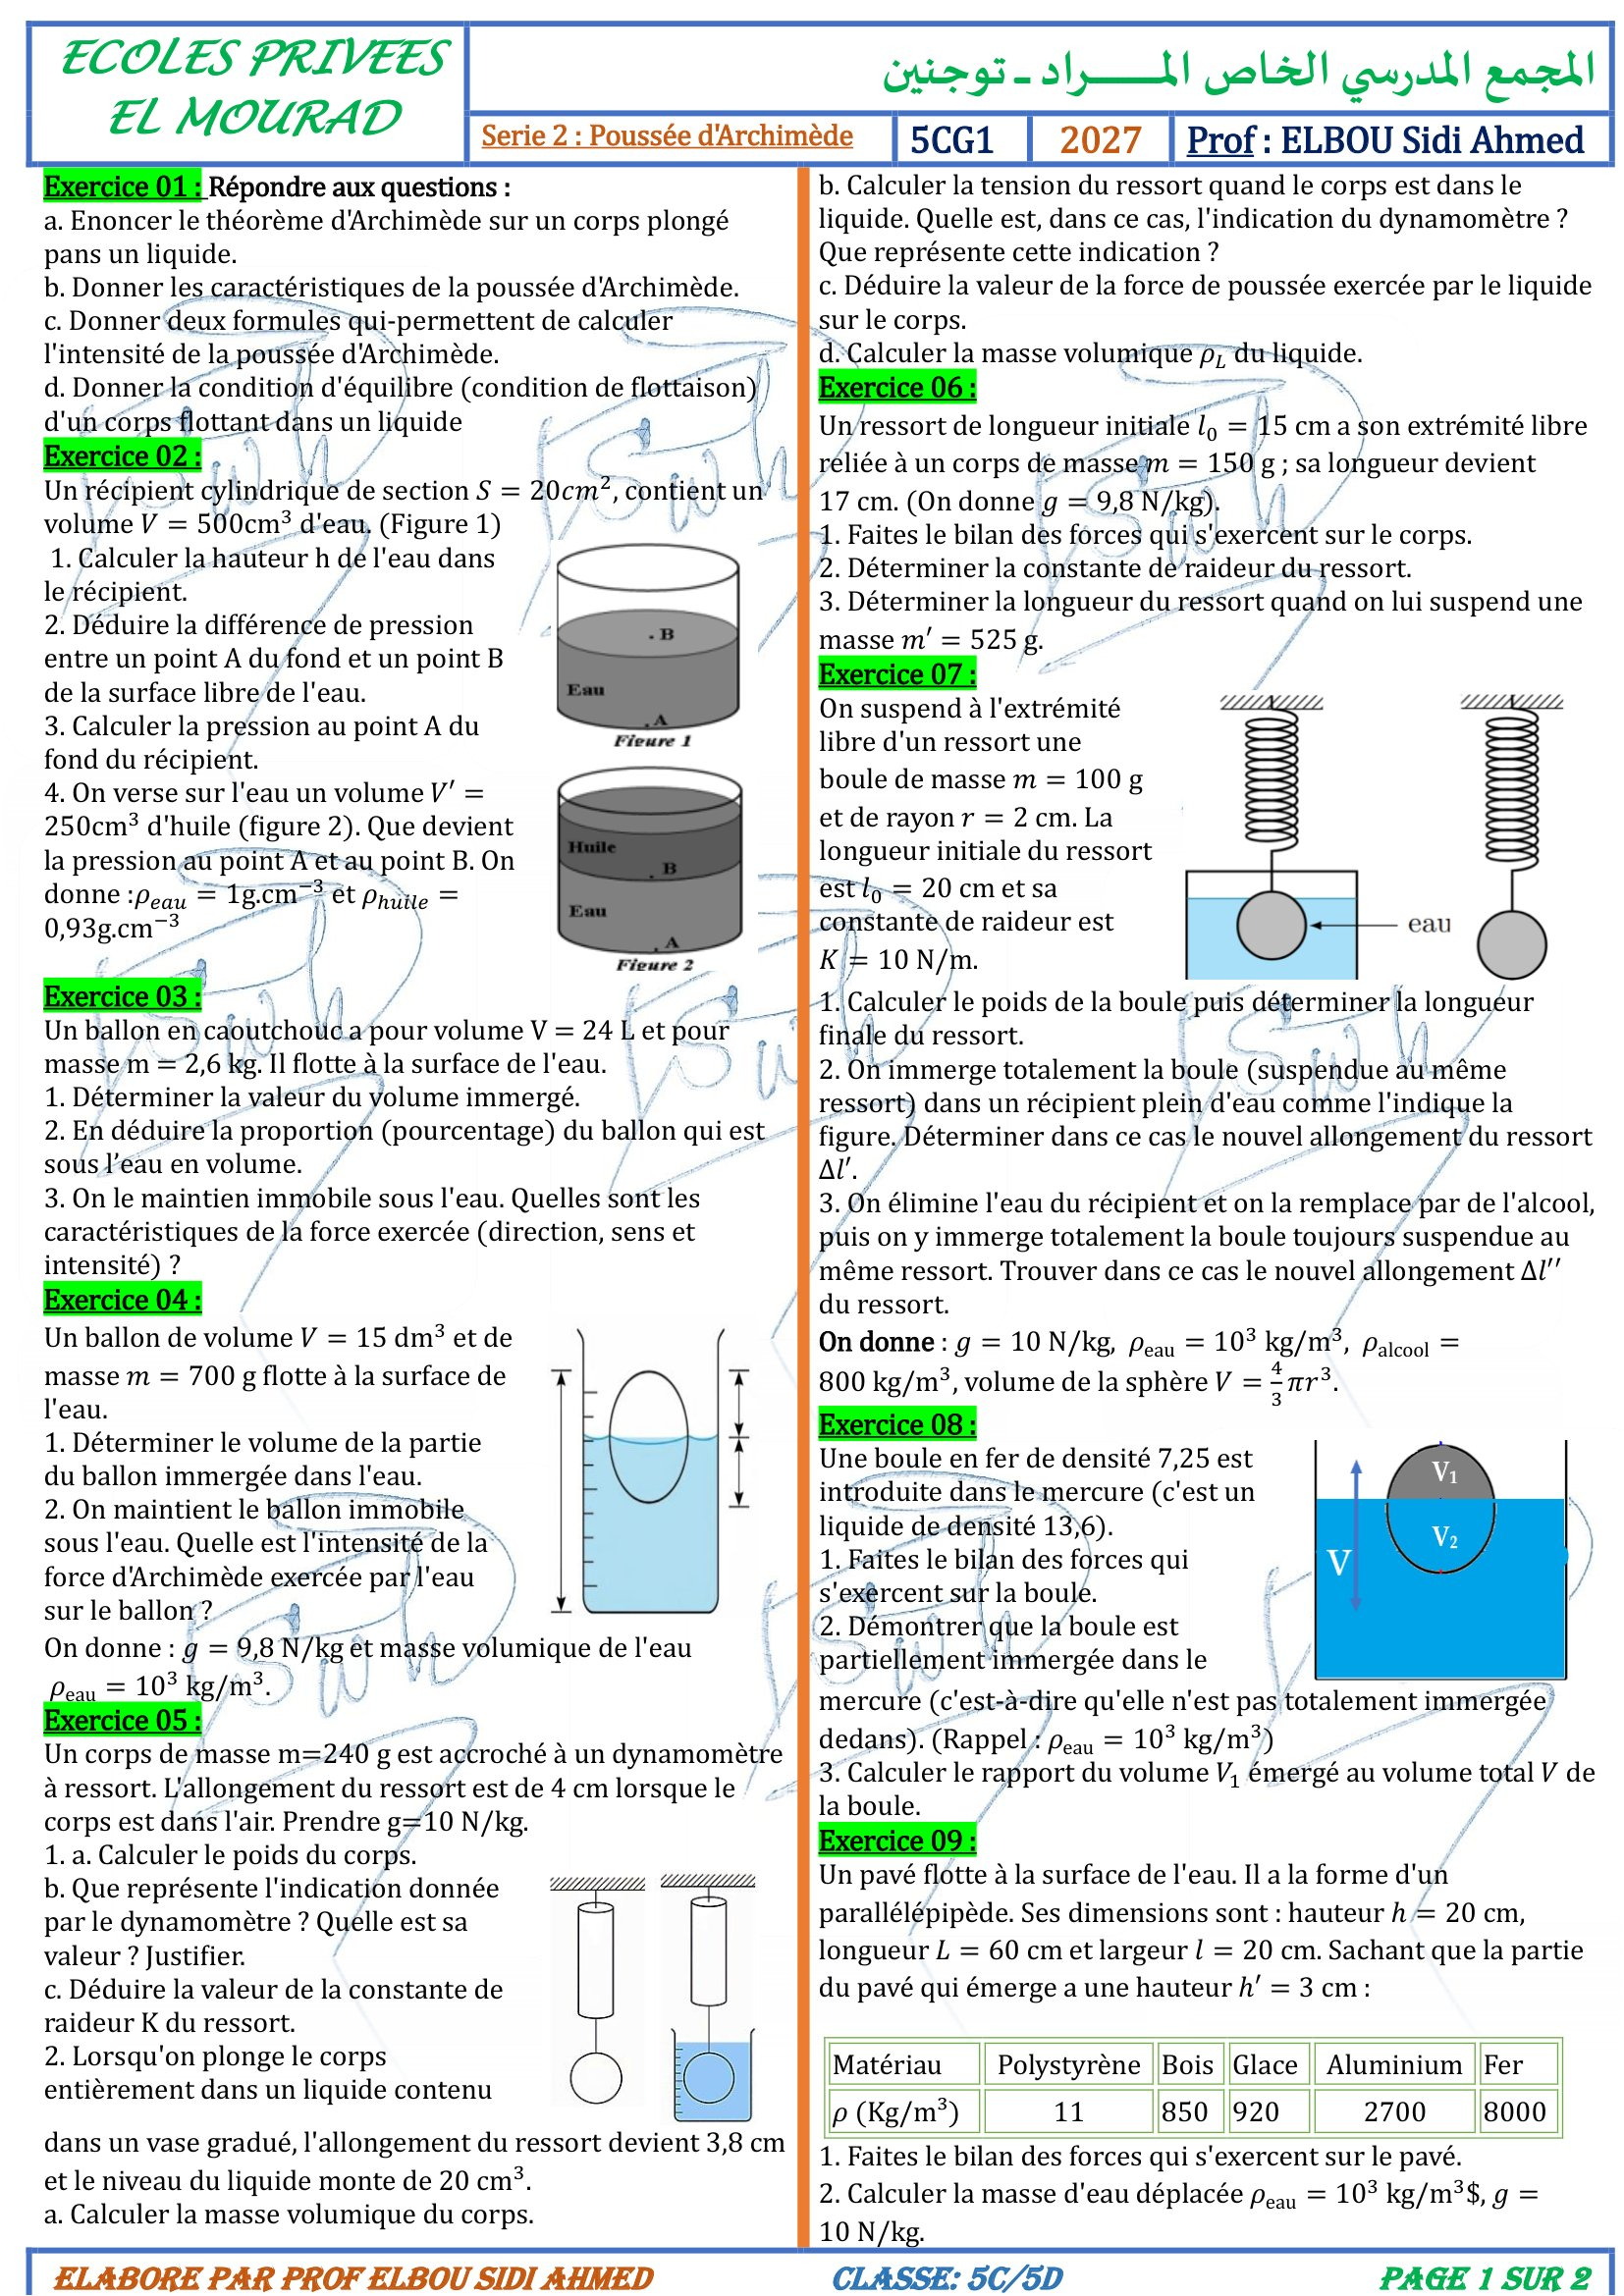 ECOLES PRIVEES
EL MOURAD
المجمع المدرسي الخاص المـــــراد ـ توجنين
Serie 2 : Poussée d'Archimède
5CG1
2027
Prof : ELBOU Sidi Ahmed
Exercice 01 : Répondre aux questions :
a. Enoncer le théorème d'Archimède sur un corps plongé
pans un liquide.
b. Donner les caractéristiques de la poussée d'Archimède.
c. Donner deux formules qui-permettent de calculer
l'intensité de la poussée d'Archimède.
d. Donner la condition d'équilibre (condition de flottaison)
d'un corps flottant dans un liquide
Exercice 02 :
Un récipient cylindrique de section S = 20cm², contient un
volume V = 500cm³ d'eau. (Figure 1)
1. Calculer la hauteur h de l'eau dans
le récipient.
2. Déduire la différence de pression
entre un point A du fond et un point B
de la surface libre de l'eau.
3. Calculer la pression au point A du
fond du récipient.
4. On verse sur l'eau un volume V′ =
250cm³ d'huile (figure 2). Que devient
la pression au point A et au point B. On
donne :ρeau = 1g.cm⁻³ et ρhuile =
0,93g.cm⁻³
. B
Eau
. A
Figure 1
Huile
. B
Eau
. A
Figure 2
Exercice 03 :
Un ballon en caoutchouc a pour volume V = 24 L et pour
masse m = 2,6 kg. Il flotte à la surface de l'eau.
1. Déterminer la valeur du volume immergé.
2. En déduire la proportion (pourcentage) du ballon qui est
sous l’eau en volume.
3. On le maintien immobile sous l'eau. Quelles sont les
caractéristiques de la force exercée (direction, sens et
intensité) ?
Exercice 04 :
Un ballon de volume V = 15 dm³ et de
masse m = 700 g flotte à la surface de
l'eau.
1. Déterminer le volume de la partie
du ballon immergée dans l'eau.
2. On maintient le ballon immobile
sous l'eau. Quelle est l'intensité de la
force d'Archimède exercée par l'eau
sur le ballon ?
On donne : g = 9,8 N/kg et masse volumique de l'eau
ρeau = 10³ kg/m³.
Exercice 05 :
Un corps de masse m=240 g est accroché à un dynamomètre
à ressort. L'allongement du ressort est de 4 cm lorsque le
corps est dans l'air. Prendre g=10 N/kg.
1. a. Calculer le poids du corps.
b. Que représente l'indication donnée
par le dynamomètre ? Quelle est sa
valeur ? Justifier.
c. Déduire la valeur de la constante de
raideur K du ressort.
2. Lorsqu'on plonge le corps
entièrement dans un liquide contenu
dans un vase gradué, l'allongement du ressort devient 3,8 cm
et le niveau du liquide monte de 20 cm³.
a. Calculer la masse volumique du corps.
b. Calculer la tension du ressort quand le corps est dans le
liquide. Quelle est, dans ce cas, l'indication du dynamomètre ?
Que représente cette indication ?
c. Déduire la valeur de la force de poussée exercée par le liquide
sur le corps.
d. Calculer la masse volumique ρL du liquide.
Exercice 06 :
Un ressort de longueur initiale l₀ = 15 cm a son extrémité libre
reliée à un corps de masse m = 150 g ; sa longueur devient
17 cm. (On donne g = 9,8 N/kg).
1. Faites le bilan des forces qui s'exercent sur le corps.
2. Déterminer la constante de raideur du ressort.
3. Déterminer la longueur du ressort quand on lui suspend une
masse m′ = 525 g.
Exercice 07 :
On suspend à l'extrémité
libre d'un ressort une
boule de masse m = 100 g
et de rayon r = 2 cm. La
longueur initiale du ressort
est l₀ = 20 cm et sa
constante de raideur est
K = 10 N/m.
eau
1. Calculer le poids de la boule puis déterminer la longueur
finale du ressort.
2. On immerge totalement la boule (suspendue au même
ressort) dans un récipient plein d'eau comme l'indique la
figure. Déterminer dans ce cas le nouvel allongement du ressort
Δl′.
3. On élimine l'eau du récipient et on la remplace par de l'alcool,
puis on y immerge totalement la boule toujours suspendue au
même ressort. Trouver dans ce cas le nouvel allongement Δl′′
du ressort.
On donne : g = 10 N/kg, ρeau = 10³ kg/m³, ρalcool =
800 kg/m³, volume de la sphère V = 4/3 πr³.
Exercice 08 :
Une boule en fer de densité 7,25 est
introduite dans le mercure (c'est un
liquide de densité 13,6).
1. Faites le bilan des forces qui
s'exercent sur la boule.
2. Démontrer que la boule est
partiellement immergée dans le
mercure (c'est-à-dire qu'elle n'est pas totalement immergée
dedans). (Rappel : ρeau = 10³ kg/m³)
3. Calculer le rapport du volume V₁ émergé au volume total V de
la boule.
V₁
V₂
V
Exercice 09 :
Un pavé flotte à la surface de l'eau. Il a la forme d'un
parallélépipède. Ses dimensions sont : hauteur h = 20 cm,
longueur L = 60 cm et largeur l = 20 cm. Sachant que la partie
du pavé qui émerge a une hauteur h′ = 3 cm :
Matériau Polystyrène Bois Glace Aluminium Fer
ρ (Kg/m³) 11 850 920 2700 8000
1. Faites le bilan des forces qui s'exercent sur le pavé.
2. Calculer la masse d'eau déplacée ρeau = 10³ kg/m³$, g =
10 N/kg.
ELABORE PAR PROF ELBOU SIDI AHMED
CLASSE: 5C/5D
PAGE 1 SUR 2